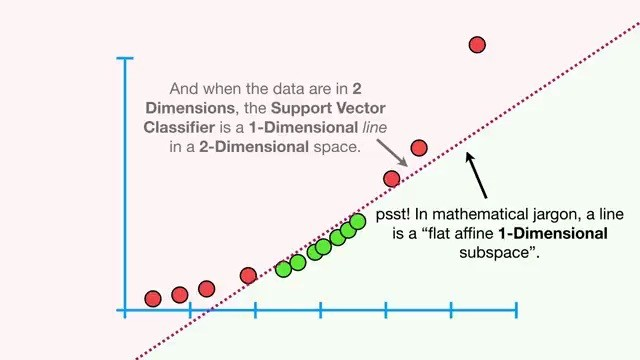 And when the data are in 2
Dimensions, the Support Vector
Classifier is a 1-Dimensional line
in a 2-Dimensional space.
psst! In mathematical jargon, a line
is a “flat affine 1-Dimensional
subspace”.